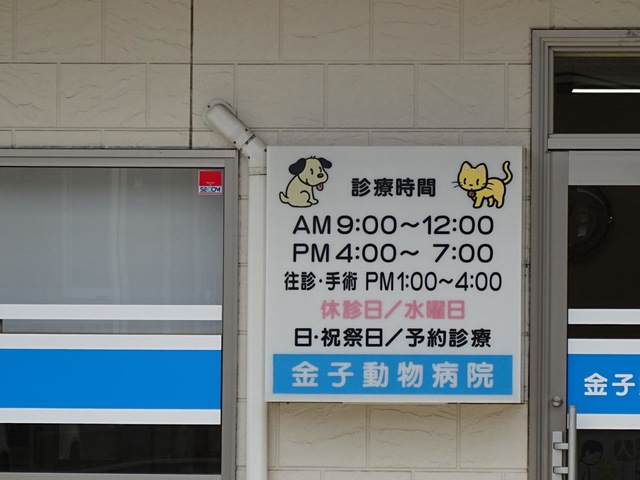 SECOM
診療時間
AM 9:00～12:00
PM 4:00～ 7:00
往診・手術 PM1:00～4:00
休診日／水曜日
日・祝祭日／予約診療
金子動物病院
金子